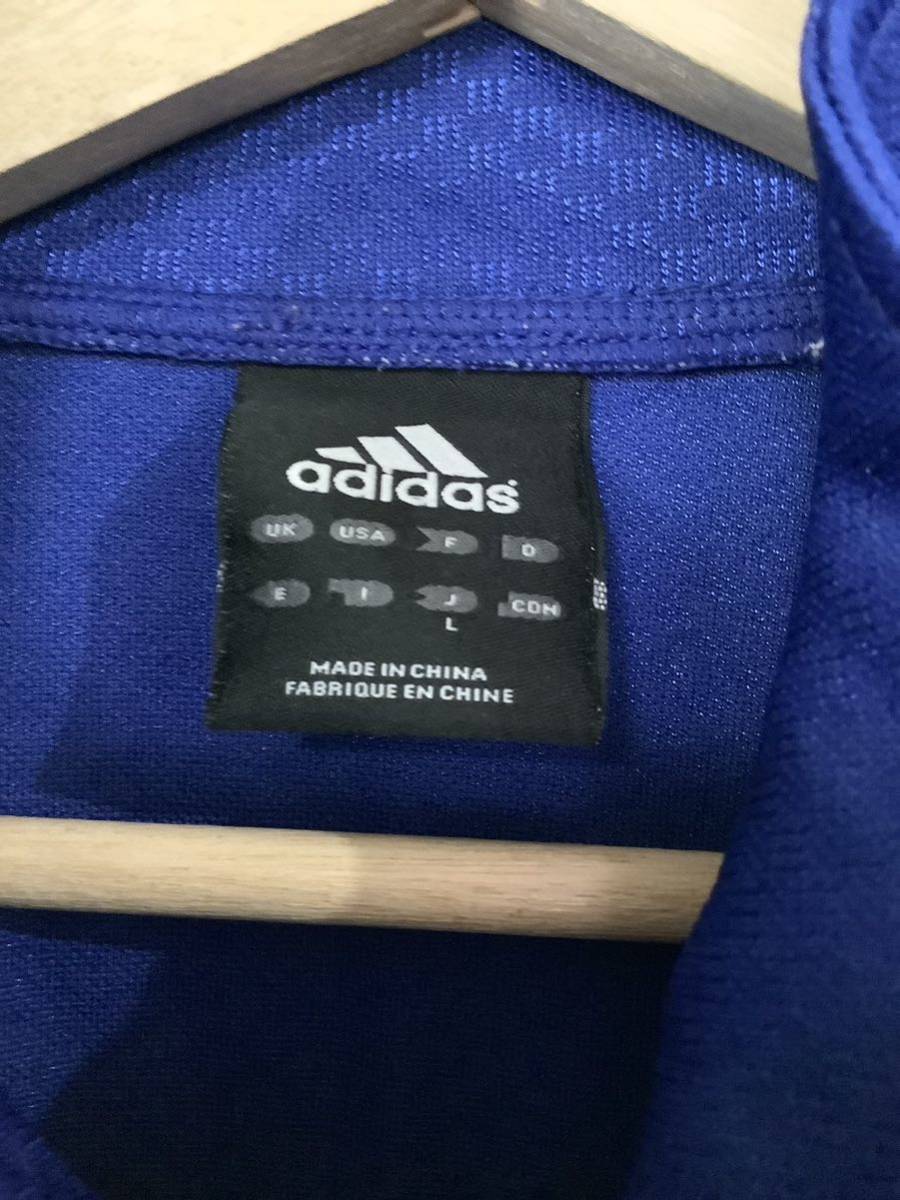 adidas
UK USA F D
E I J CDN
L
MADE IN CHINA
FABRIQUE EN CHINE